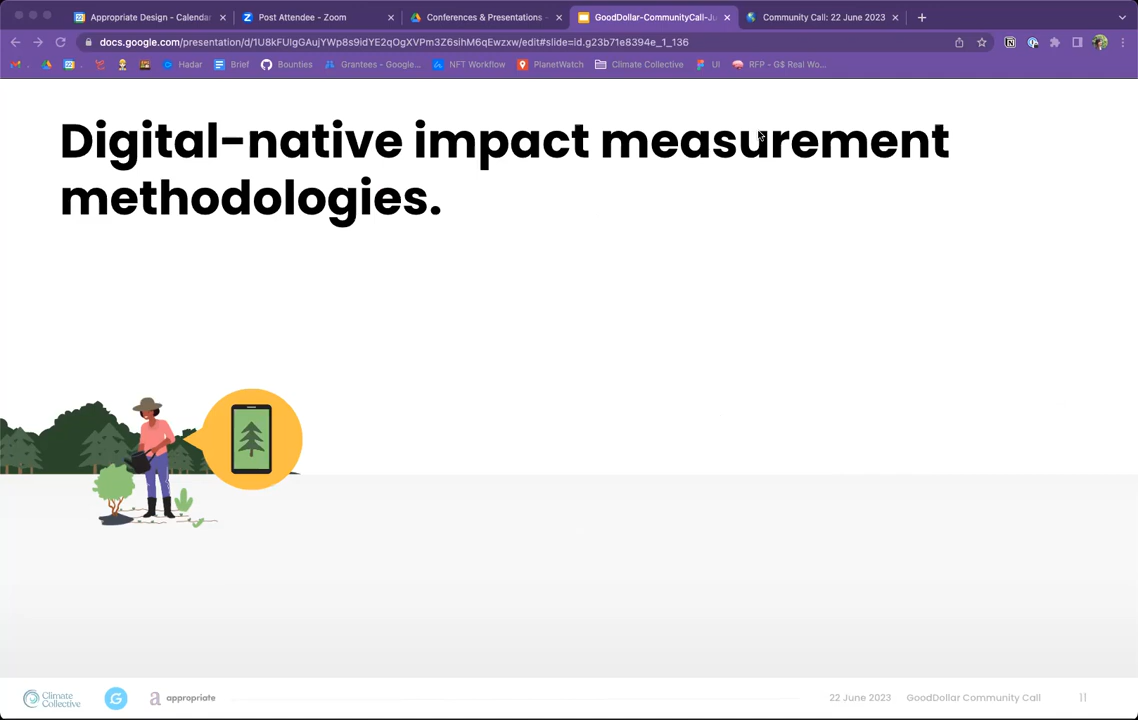 Appropriate Design - Calendar
Post Attendee - Zoom
Conferences & Presentations -
GoodDollar-CommunityCall-Ju
Community Call: 22 June 2023
docs.google.com/presentation/d/1U8kFUlgGAujYWp8s9idYE2qOgXVPm3Z6sihM6qEwzxw/edit#slide=id.g23b71e8394e_1_136
Hadar
Brief
Bounties
Grantees - Google...
NFT Workflow
PlanetWatch
Climate Collective
UI
RFP - G$ Real Wo...
Digital-native impact measurement
methodologies.
Climate
Collective
G
a appropriate
22 June 2023
GoodDollar Community Call
11